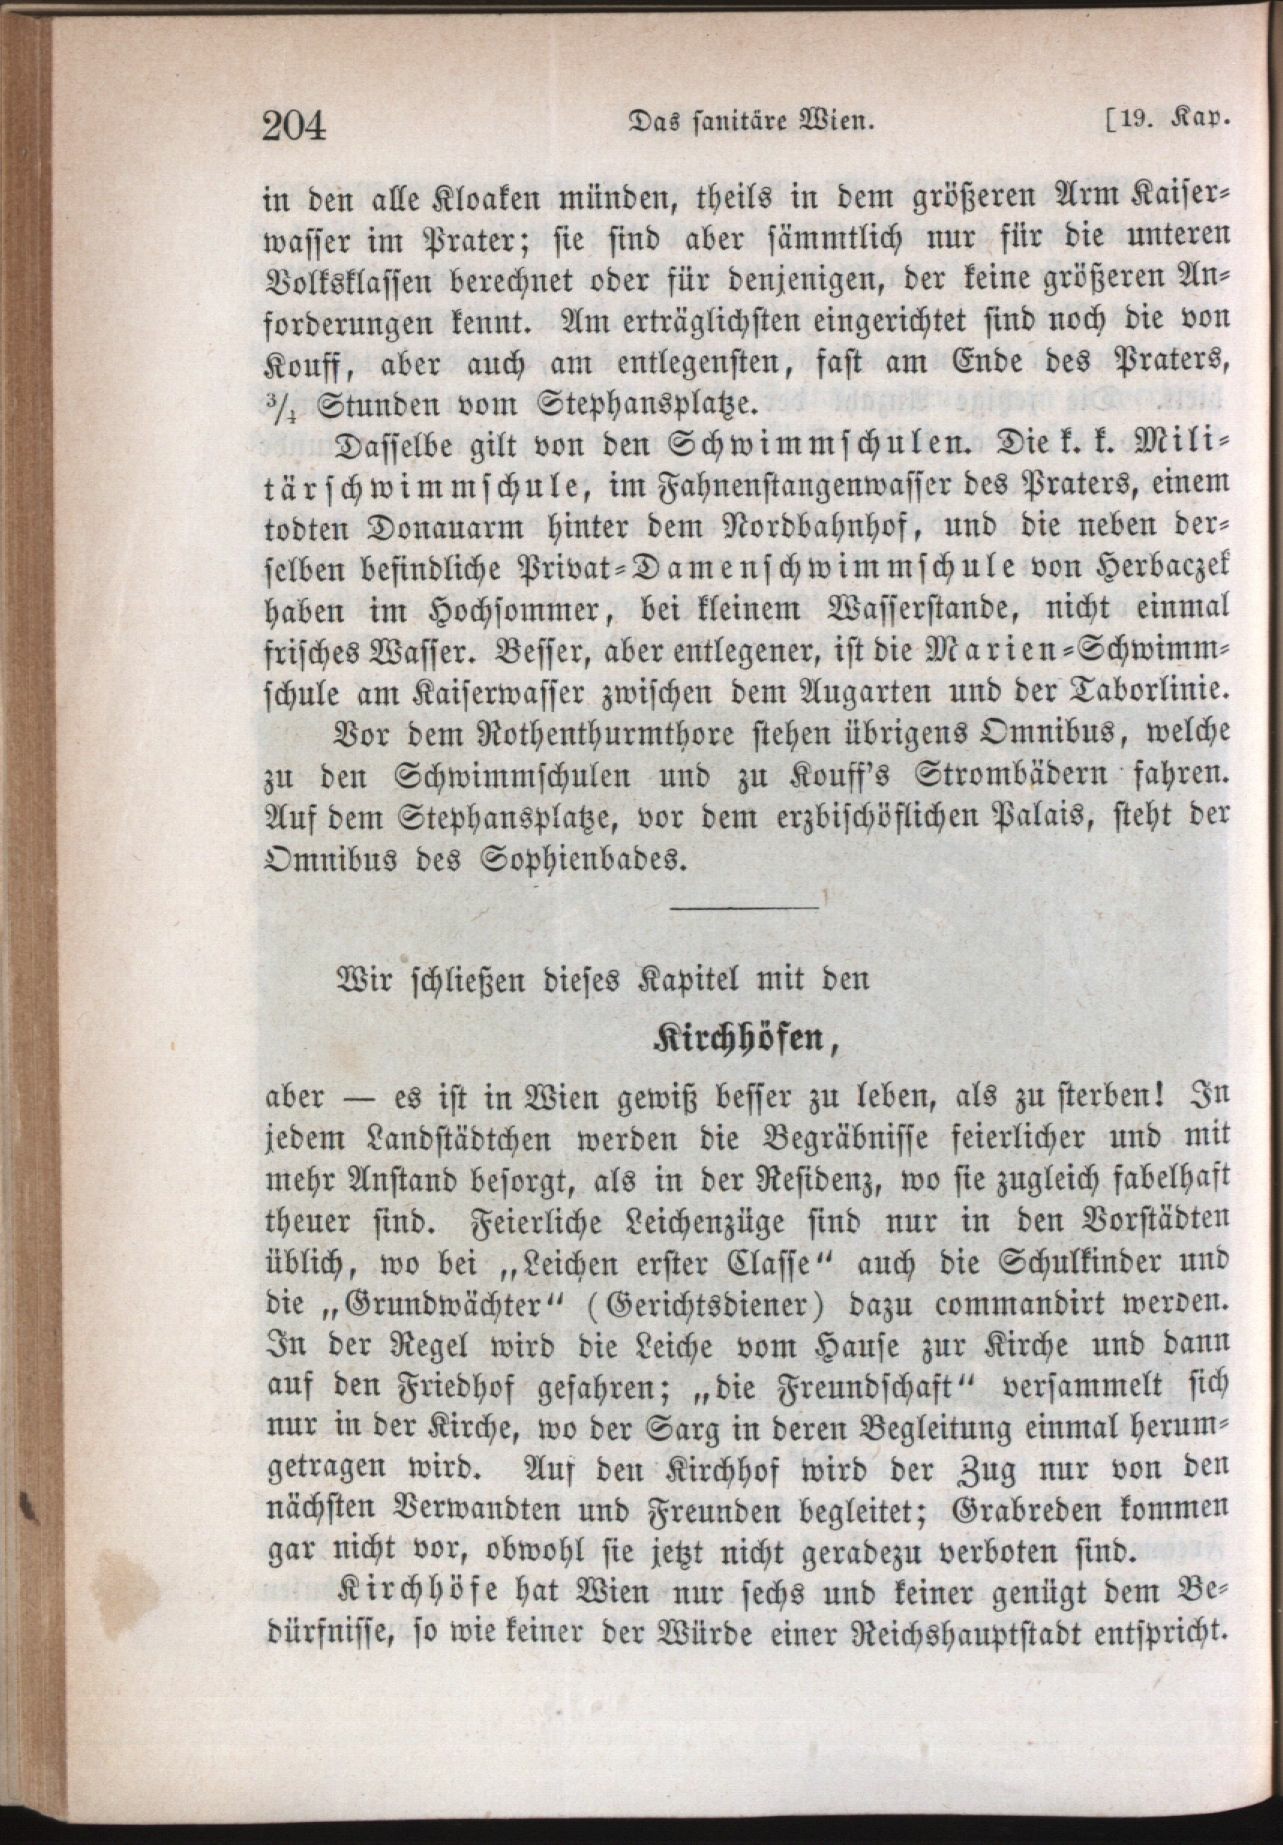 204 Das sanitäre Wien. [19. Kap.
in den alle Kloaken münden, theils in dem größeren Arm Kaiser-
wasser im Prater; sie sind aber sämmtlich nur für die unteren
Volksklassen berechnet oder für denjenigen, der keine größeren An-
forderungen kennt. Am erträglichsten eingerichtet sind noch die von
Kouff, aber auch am entlegensten, fast am Ende des Praters,
3/4 Stunden vom Stephansplatze.
Dasselbe gilt von den Schwimmschulen. Die k. k. Mili-
tärschwimmschule, im Fahnenstangenwasser des Praters, einem
todten Donauarm hinter dem Nordbahnhof, und die neben der-
selben befindliche Privat-Damenschwimmschule von Herbaczek
haben im Hochsommer, bei kleinem Wasserstande, nicht einmal
frisches Wasser. Besser, aber entlegener, ist die Marien-Schwimm-
schule am Kaiserwasser zwischen dem Augarten und der Taborlinie.
Vor dem Rothenthurmthore stehen übrigens Omnibus, welche
zu den Schwimmschulen und zu Kouff's Strombädern fahren.
Auf dem Stephansplatze, vor dem erzbischöflichen Palais, steht der
Omnibus des Sophienbades.
Wir schließen dieses Kapitel mit den
Kirchhöfen,
aber — es ist in Wien gewiß besser zu leben, als zu sterben! In
jedem Landstädtchen werden die Begräbnisse feierlicher und mit
mehr Anstand besorgt, als in der Residenz, wo sie zugleich fabelhaft
theuer sind. Feierliche Leichenzüge sind nur in den Vorstädten
üblich, wo bei „Leichen erster Classe“ auch die Schulkinder und
die „Grundwächter“ (Gerichtsdiener) dazu commandirt werden.
In der Regel wird die Leiche vom Hause zur Kirche und dann
auf den Friedhof gefahren; „die Freundschaft“ versammelt sich
nur in der Kirche, wo der Sarg in deren Begleitung einmal herum-
getragen wird. Auf den Kirchhof wird der Zug nur von den
nächsten Verwandten und Freunden begleitet; Grabreden kommen
gar nicht vor, obwohl sie jetzt nicht geradezu verboten sind.
Kirchhöfe hat Wien nur sechs und keiner genügt dem Be-
dürfnisse, so wie keiner der Würde einer Reichshauptstadt entspricht.